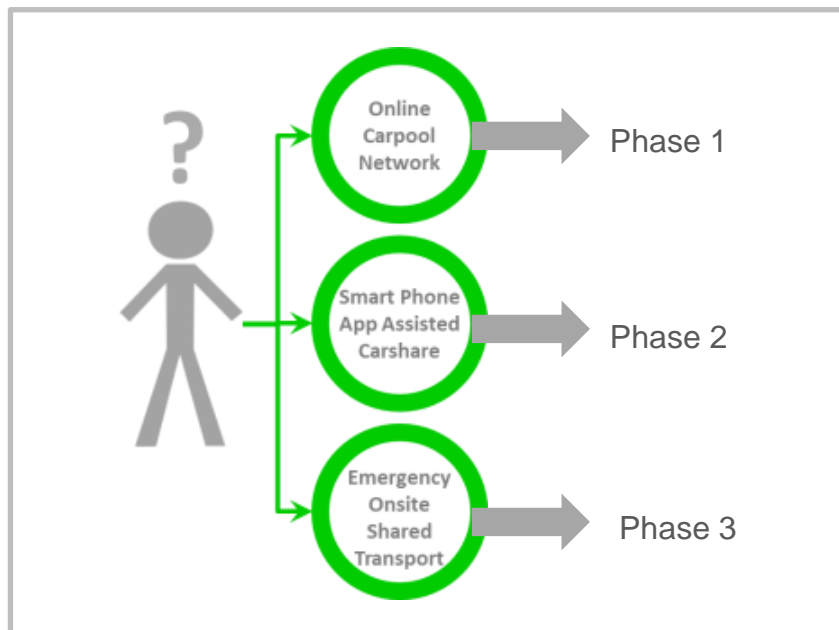 ?
Online
Carpool
Network
Phase 1
Smart Phone
App Assisted
Carshare
Phase 2
Emergency
Onsite
Shared
Transport
Phase 3